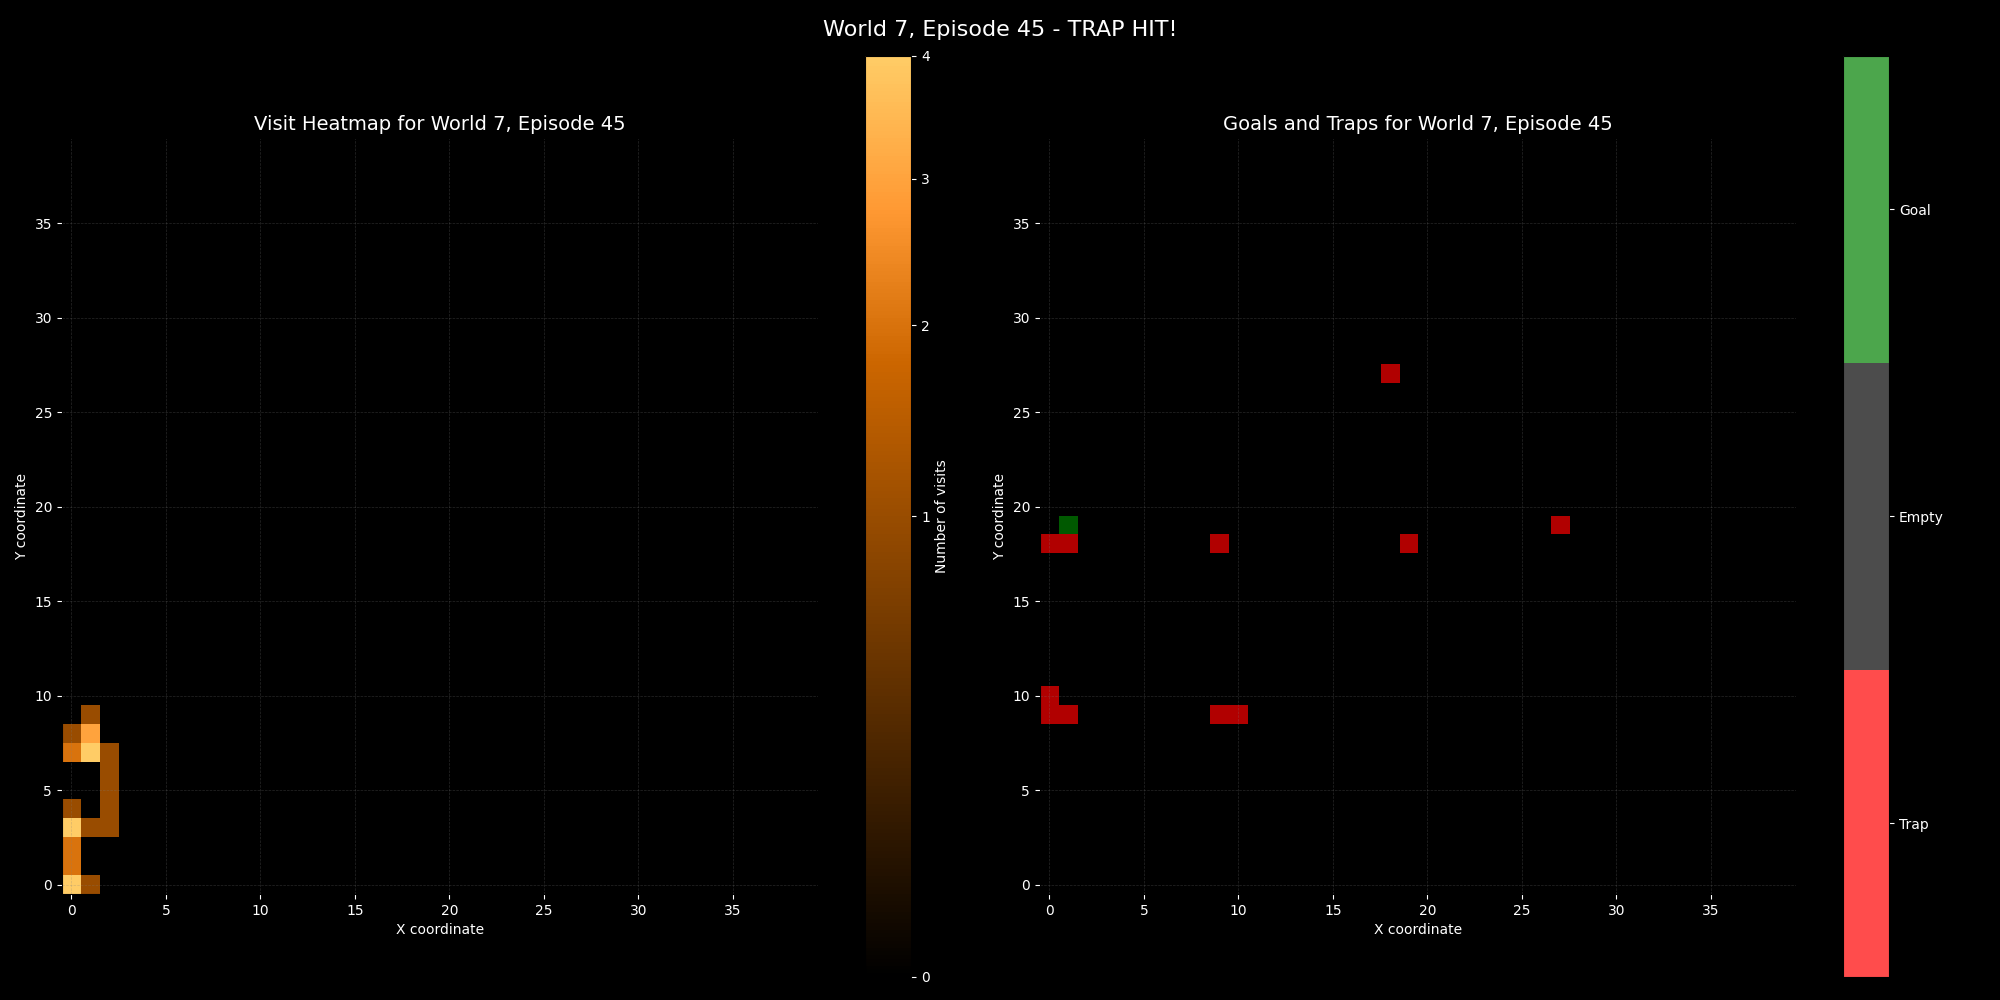 World 7, Episode 45 - TRAP HIT!
Visit Heatmap for World 7, Episode 45
35
30
25
20
15
10
5
0
Y coordinate
0 5 10 15 20 25 30 35
X coordinate
4
3
2
1
0
Number of visits
Goals and Traps for World 7, Episode 45
35
30
25
20
15
10
5
0
Y coordinate
0 5 10 15 20 25 30 35
X coordinate
Goal
Empty
Trap